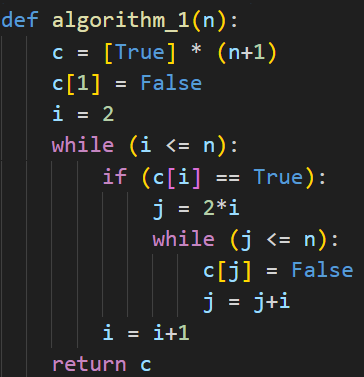 def algorithm_1(n):
    c = [True] * (n+1)
    c[1] = False
    i = 2
    while (i <= n):
        if (c[i] == True):
            j = 2*i
            while (j <= n):
                c[j] = False
                j = j+i
        i = i+1
    return c